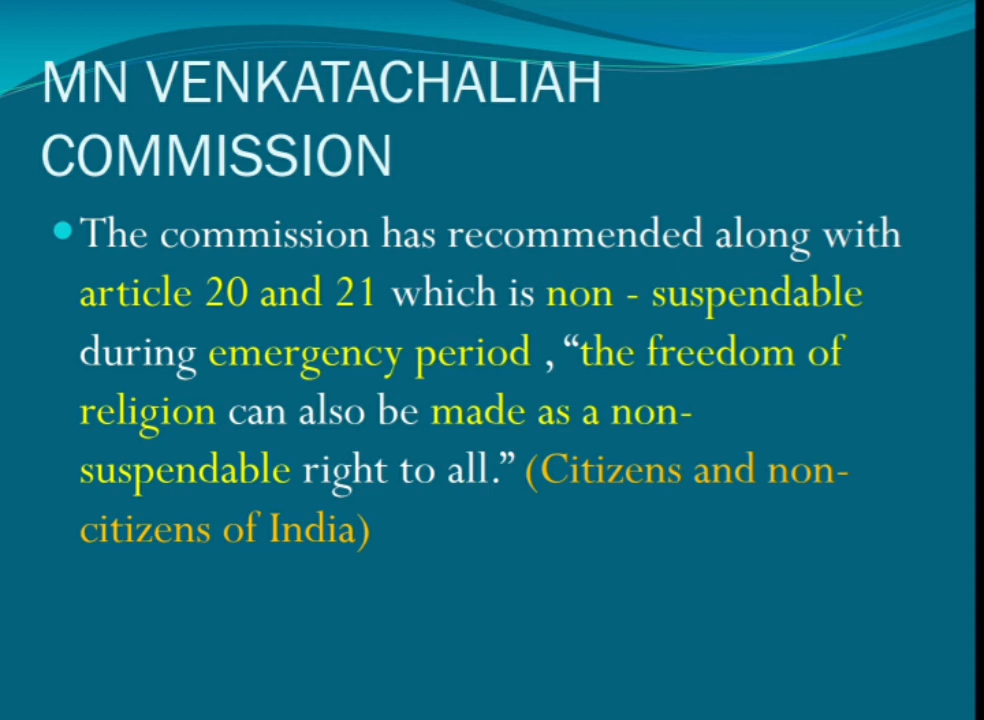 MN VENKATACHALIAH
COMMISSION
The commission has recommended along with
article 20 and 21 which is non - suspendable
during emergency period , “the freedom of
religion can also be made as a non-
suspendable right to all.” (Citizens and non-
citizens of India)